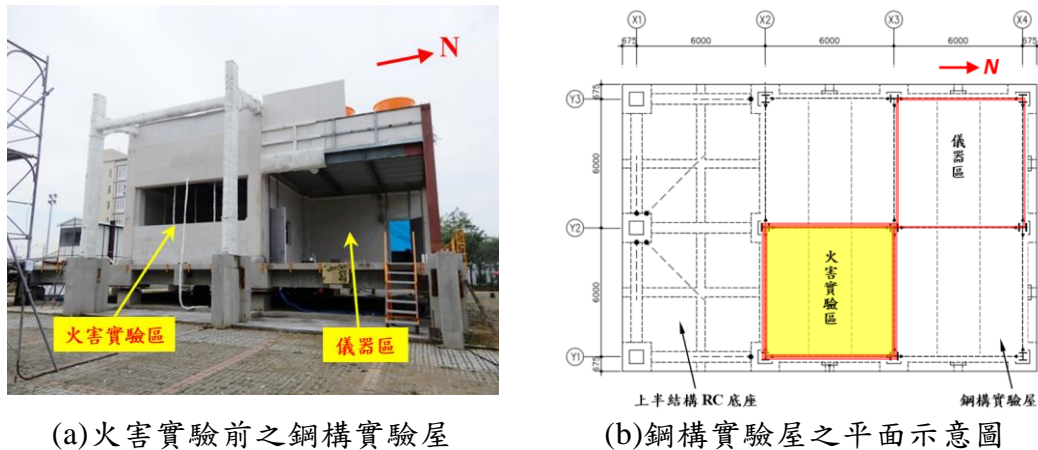 N
火害實驗區
儀器區
(a)火害實驗前之鋼構實驗屋
X1
X2
X3
X4
675
6000
6000
6000
675
N
Y3
675
儀器區
6000
Y2
火害實驗區
6000
Y1
675
上半結構 RC 底座
鋼構實驗屋
(b)鋼構實驗屋之平面示意圖